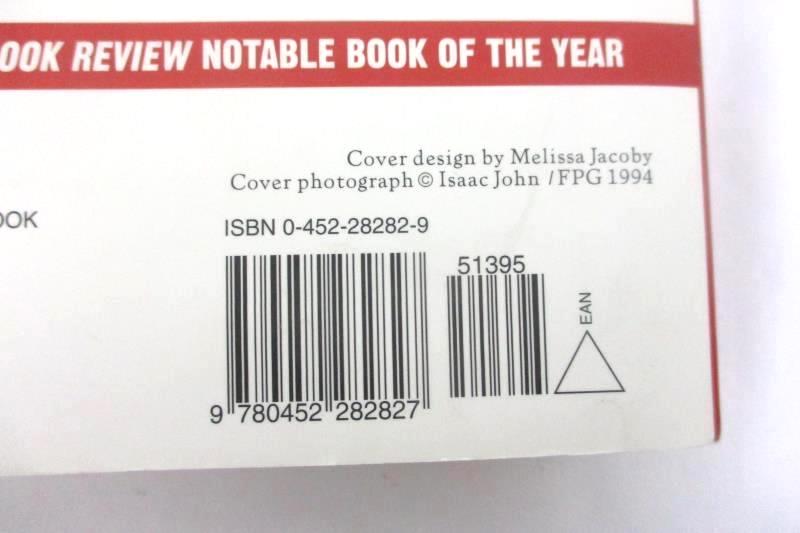 OOK REVIEW NOTABLE BOOK OF THE YEAR
Cover design by Melissa Jacoby
Cover photograph © Isaac John / FPG 1994
OOK
ISBN 0-452-28282-9
51395
EAN
9 780452 282827